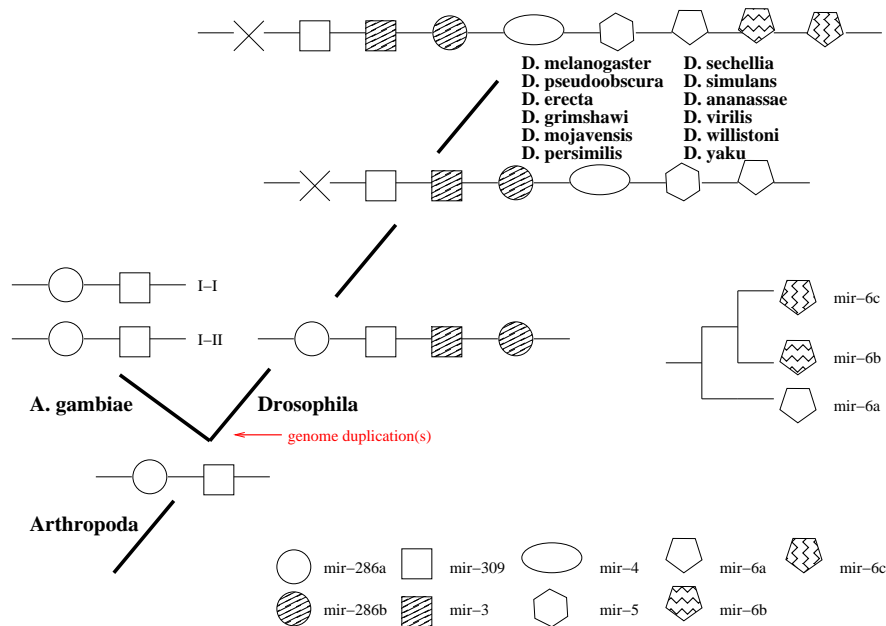 D. melanogaster D. sechellia
D. pseudoobscura D. simulans
D. erecta D. ananassae
D. grimshawi D. virilis
D. mojavensis D. willistoni
D. persimilis D. yaku
I–I
I–II
mir–6c
mir–6b
mir–6a
A. gambiae Drosophila
genome duplication(s)
Arthropoda
mir–286a mir–309 mir–4 mir–6a mir–6c
mir–286b mir–3 mir–5 mir–6b